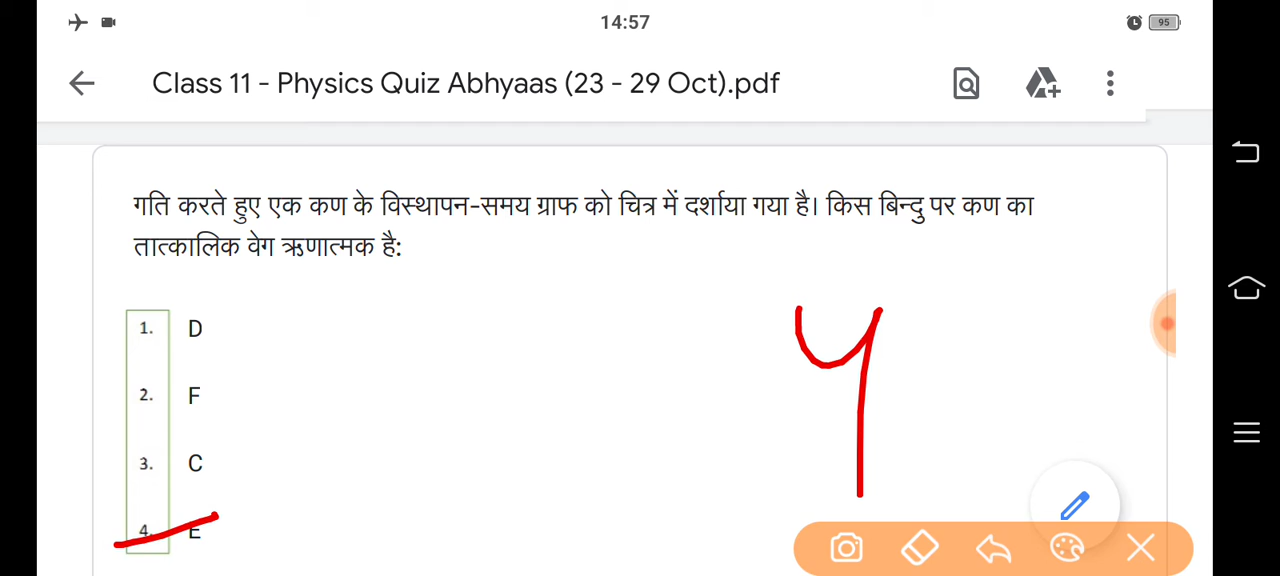 14:57
95
Class 11 - Physics Quiz Abhyaas (23 - 29 Oct).pdf
गति करते हुए एक कण के विस्थापन-समय ग्राफ को चित्र में दर्शाया गया है। किस बिन्दु पर कण का
तात्कालिक वेग ऋणात्मक है:
1. D
2. F
3. C
4. E
4